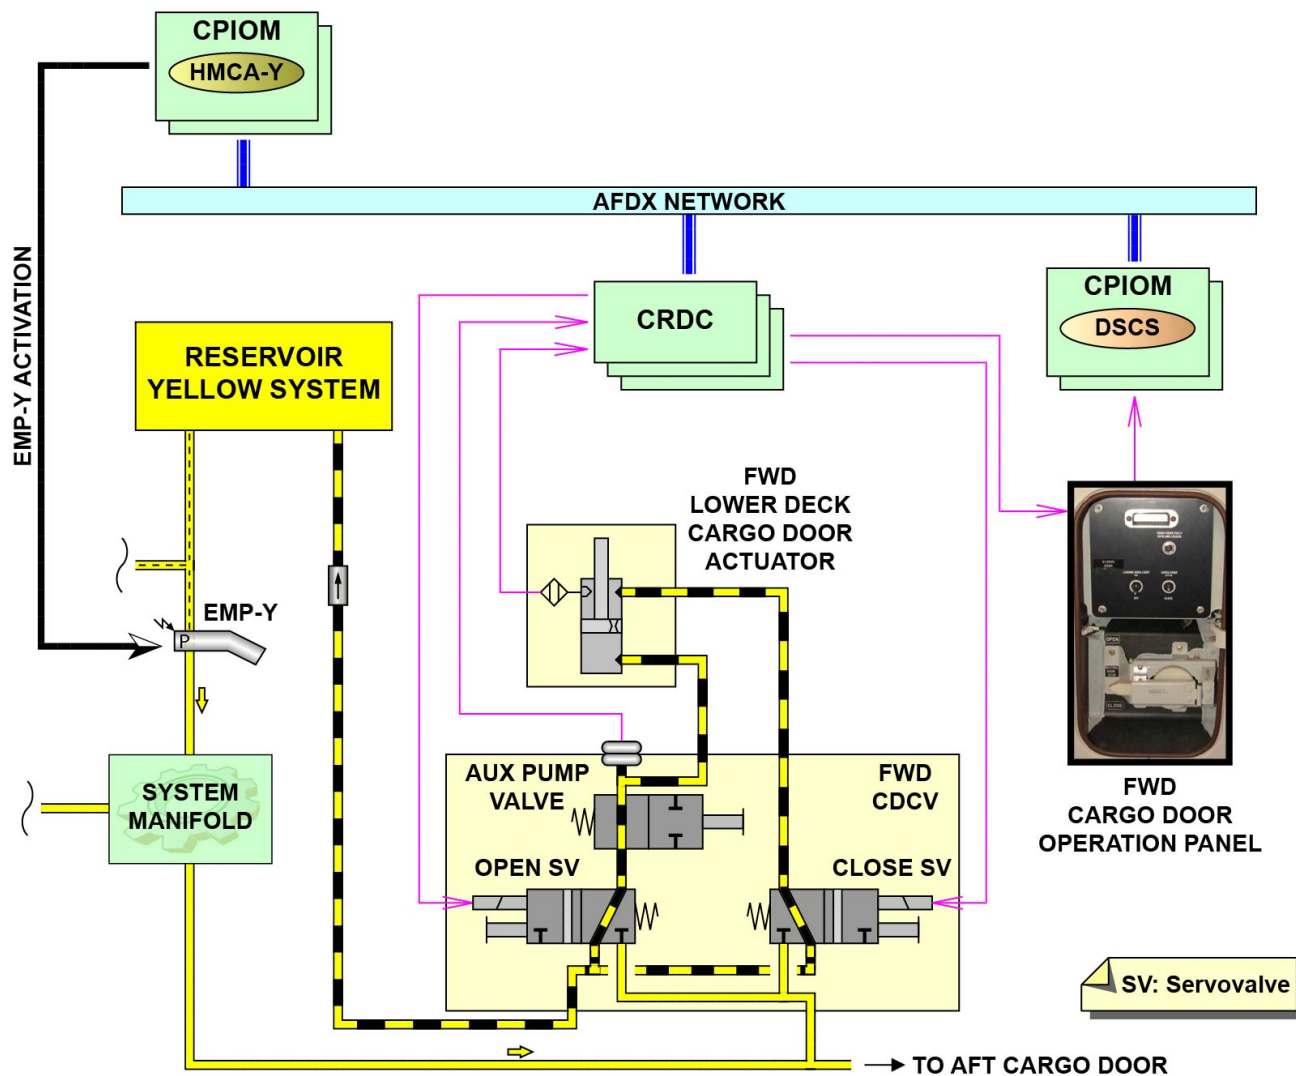 CPIOM
HMCA-Y
AFDX NETWORK
EMP-Y ACTIVATION
CRDC
CPIOM
DSCS
RESERVOIR
YELLOW SYSTEM
FWD
LOWER DECK
CARGO DOOR
ACTUATOR
EMP-Y
P
OPEN
CLOSE
SYSTEM
MANIFOLD
AUX PUMP
VALVE
FWD
CDCV
FWD
CARGO DOOR
OPERATION PANEL
OPEN SV
CLOSE SV
SV: Servovalve
TO AFT CARGO DOOR